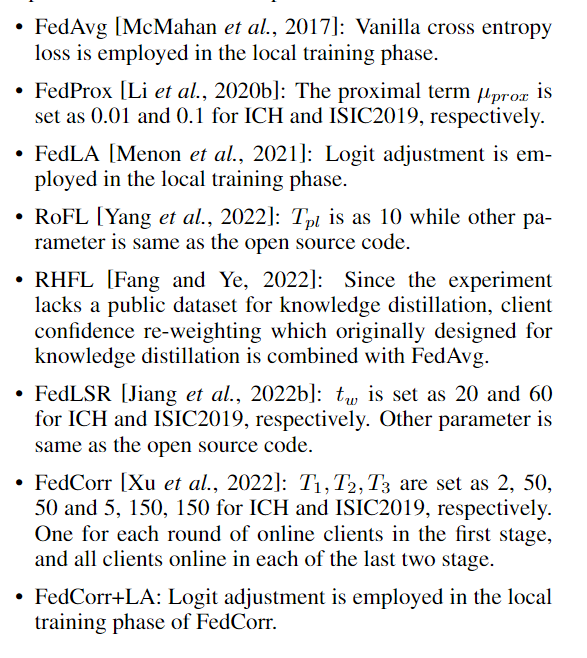 • FedAvg [McMahan et al., 2017]: Vanilla cross entropy
loss is employed in the local training phase.
• FedProx [Li et al., 2020b]: The proximal term μ_prox is
set as 0.01 and 0.1 for ICH and ISIC2019, respectively.
• FedLA [Menon et al., 2021]: Logit adjustment is em-
ployed in the local training phase.
• RoFL [Yang et al., 2022]: T_pl is as 10 while other pa-
rameter is same as the open source code.
• RHFL [Fang and Ye, 2022]: Since the experiment
lacks a public dataset for knowledge distillation, client
confidence re-weighting which originally designed for
knowledge distillation is combined with FedAvg.
• FedLSR [Jiang et al., 2022b]: t_w is set as 20 and 60
for ICH and ISIC2019, respectively. Other parameter is
same as the open source code.
• FedCorr [Xu et al., 2022]: T_1, T_2, T_3 are set as 2, 50,
50 and 5, 150, 150 for ICH and ISIC2019, respectively.
One for each round of online clients in the first stage,
and all clients online in each of the last two stage.
• FedCorr+LA: Logit adjustment is employed in the local
training phase of FedCorr.